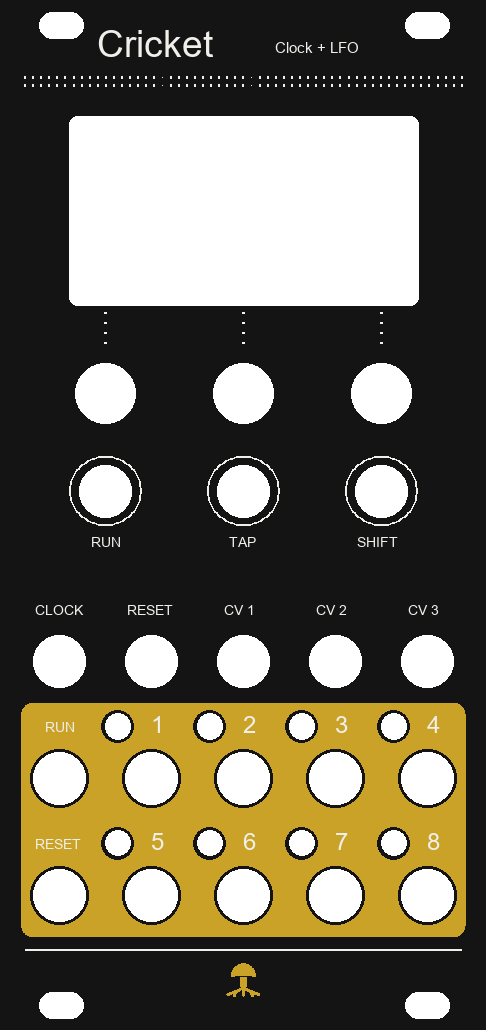 Cricket Clock + LFO
RUN TAP SHIFT
CLOCK RESET CV 1 CV 2 CV 3
RUN 1 2 3 4
RESET 5 6 7 8